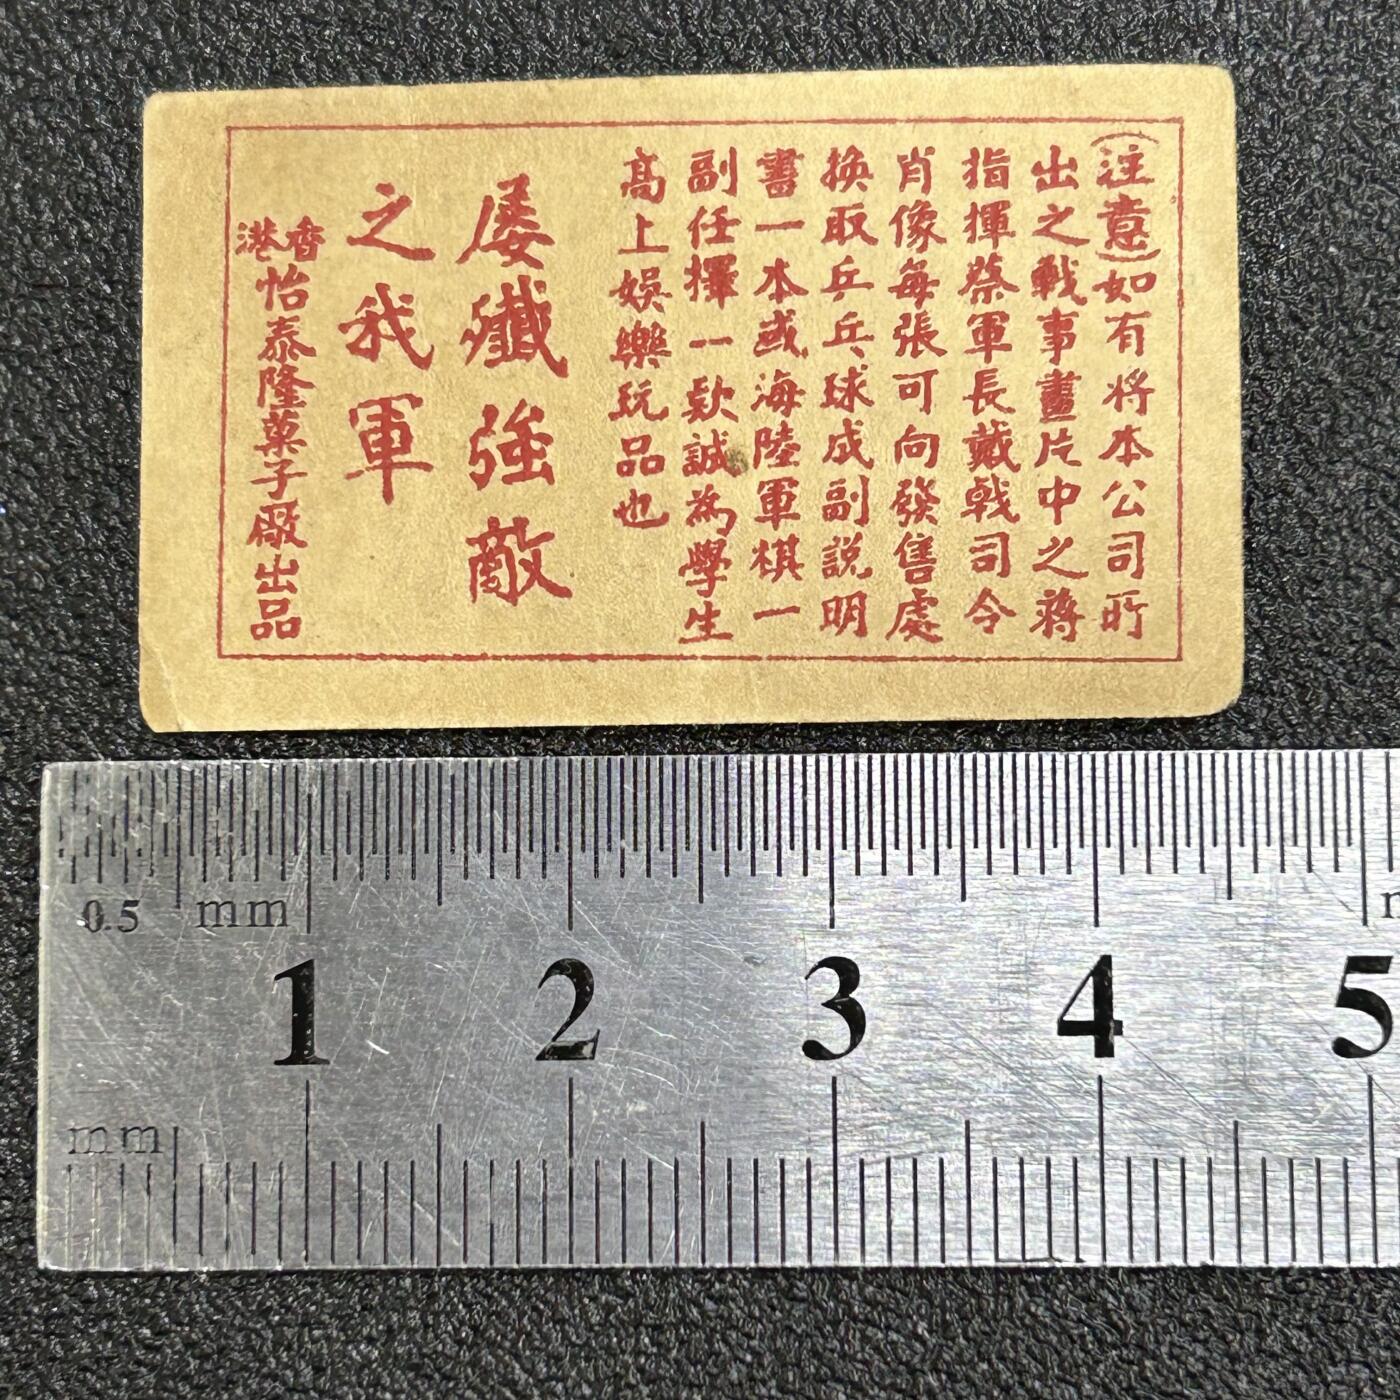 (注意)如有將本公司所
出之戰事畫片中之蔣
指揮蔡軍長戴戟司令
肖像每張可向發售處
換取乒乓球成副説明
書一本或海陸軍棋一
副任擇一欵誠為學生
高上娛樂玩品也
屡殲強敵
之我軍
香港怡泰隆菓子廠出品
0.5 mm
1 2 3 4 5
mm